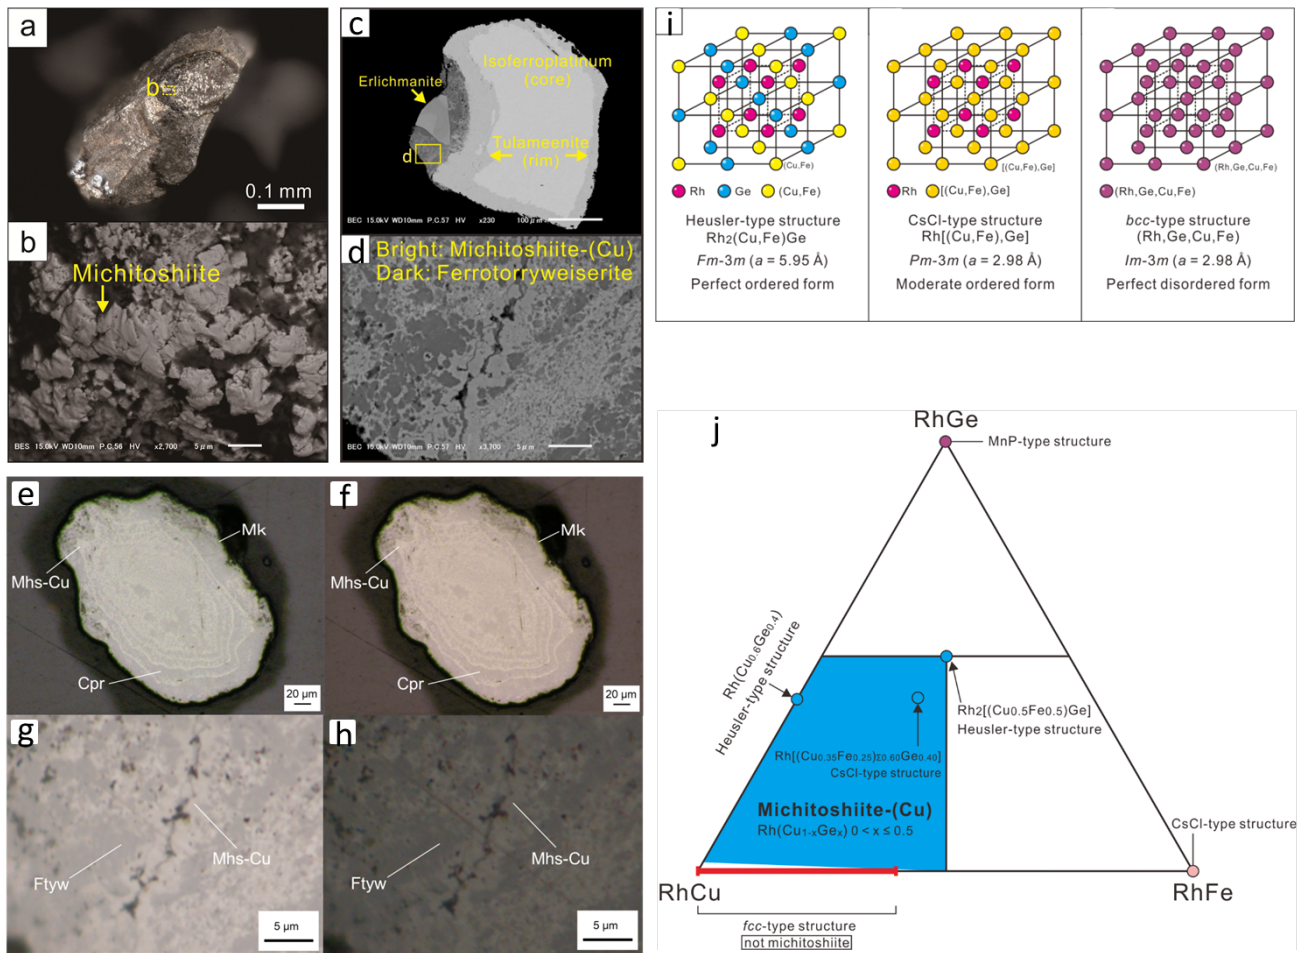 a
b
0.1 mm
b
Michitoshiite
BES 15.0kV WD10mm P.C.56 HV x2,700 5μm
c
Isoferroplatinum
(core)
Erlichmanite
Tulameenite
(rim)
d
BEC 15.0kV WD10mm P.C.57 HV x230 100μm
d
Bright: Michitoshiite-(Cu)
Dark: Ferrotorryweiserite
BEC 15.0kV WD10mm P.C.57 HV x3,700 5μm
e
Mk
Mhs-Cu
Cpr
20 μm
f
Mk
Mhs-Cu
Cpr
20 μm
g
Mhs-Cu
Ftyw
5 μm
h
Mhs-Cu
Ftyw
5 μm
i
(Cu,Fe)
Rh Ge (Cu,Fe)
Heusler-type structure
Rh2(Cu,Fe)Ge
Fm-3m (a = 5.95 Å)
Perfect ordered form
[(Cu,Fe),Ge]
Rh [(Cu,Fe),Ge]
CsCl-type structure
Rh[(Cu,Fe),Ge]
Pm-3m (a = 2.98 Å)
Moderate ordered form
(Rh,Ge,Cu,Fe)
(Rh,Ge,Cu,Fe)
bcc-type structure
(Rh,Ge,Cu,Fe)
Im-3m (a = 2.98 Å)
Perfect disordered form
j
RhGe
MnP-type structure
Rh(Cu0.6Ge0.4)
Heusler-type structure
Rh2[(Cu0.5Fe0.5)Ge]
Heusler-type structure
Rh[(Cu0.35Fe0.25)Σ0.60Ge0.40]
CsCl-type structure
Michitoshiite-(Cu)
Rh(Cu1-xGex) 0 < x ≤ 0.5
CsCl-type structure
RhCu
RhFe
fcc-type structure
not michitoshiite